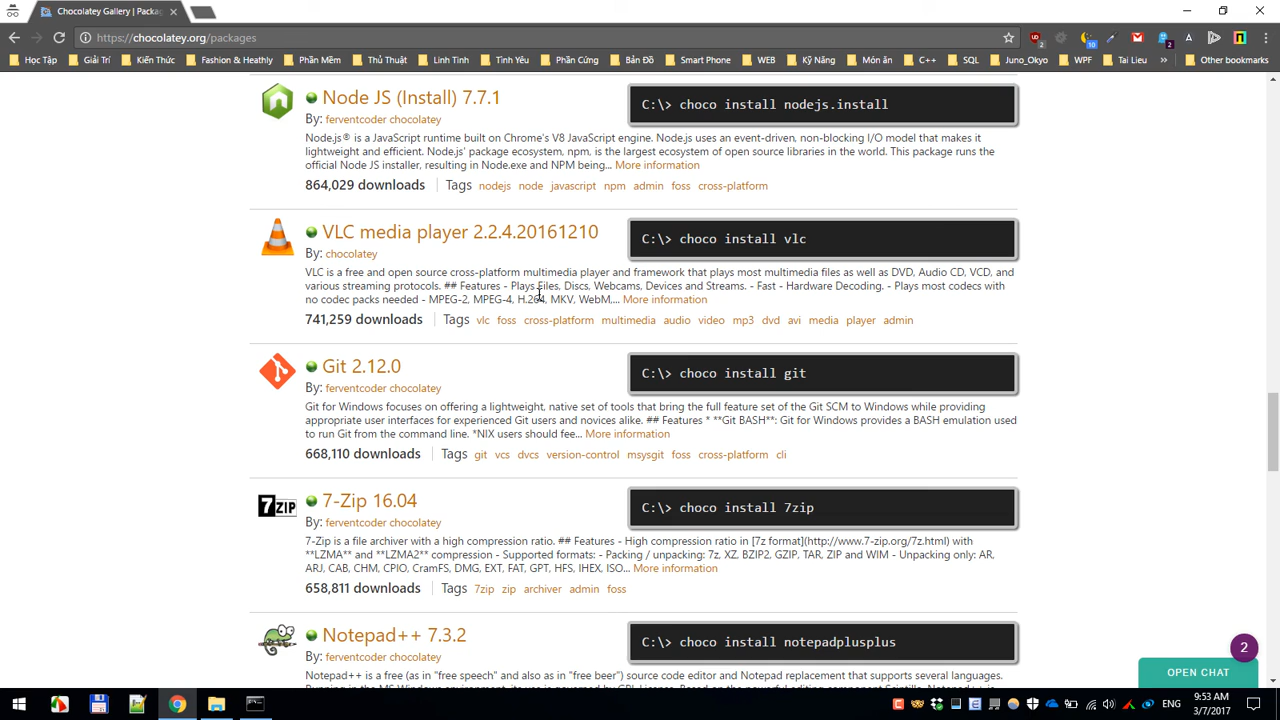 Chocolatey Gallery | Packa
https://chocolatey.org/packages
Học Tập Giải Trí Kiến Thức Fashion & Heathly Phần Mềm Thủ Thuật Linh Tinh Tình Yêu Phần Cứng Bản Đồ Smart Phone WEB Kỹ Năng Món ăn C++ SQL Juno_Okyo WPF Tai Lieu » Other bookmarks
Node JS (Install) 7.7.1
C:\> choco install nodejs.install
By: ferventcoder chocolatey
Node.js® is a JavaScript runtime built on Chrome's V8 JavaScript engine. Node.js uses an event-driven, non-blocking I/O model that makes it
lightweight and efficient. Node.js' package ecosystem, npm, is the largest ecosystem of open source libraries in the world. This package runs the
official Node JS installer, resulting in Node.exe and NPM being... More information
864,029 downloads Tags nodejs node javascript npm admin foss cross-platform
VLC media player 2.2.4.20161210
C:\> choco install vlc
By: chocolatey
VLC is a free and open source cross-platform multimedia player and framework that plays most multimedia files as well as DVD, Audio CD, VCD, and
various streaming protocols. ## Features - Plays Files, Discs, Webcams, Devices and Streams. - Fast - Hardware Decoding. - Plays most codecs with
no codec packs needed - MPEG-2, MPEG-4, H.264, MKV, WebM,... More information
741,259 downloads Tags vlc foss cross-platform multimedia audio video mp3 dvd avi media player admin
Git 2.12.0
C:\> choco install git
By: ferventcoder chocolatey
Git for Windows focuses on offering a lightweight, native set of tools that bring the full feature set of the Git SCM to Windows while providing
appropriate user interfaces for experienced Git users and novices alike. ## Features * **Git BASH**: Git for Windows provides a BASH emulation used
to run Git from the command line. *NIX users should fee... More information
668,110 downloads Tags git vcs dvcs version-control msysgit foss cross-platform cli
7-Zip 16.04
C:\> choco install 7zip
7ZIP
By: ferventcoder chocolatey
7-Zip is a file archiver with a high compression ratio. ## Features - High compression ratio in [7z format](http://www.7-zip.org/7z.html) with
**LZMA** and **LZMA2** compression - Supported formats: - Packing / unpacking: 7z, XZ, BZIP2, GZIP, TAR, ZIP and WIM - Unpacking only: AR,
ARJ, CAB, CHM, CPIO, CramFS, DMG, EXT, FAT, GPT, HFS, IHEX, ISO... More information
658,811 downloads Tags 7zip zip archiver admin foss
Notepad++ 7.3.2
C:\> choco install notepadplusplus
By: ferventcoder chocolatey
Notepad++ is a free (as in "free speech" and also as in "free beer") source code editor and Notepad replacement that supports several languages.
2
OPEN CHAT
ENG
9:53 AM
3/7/2017